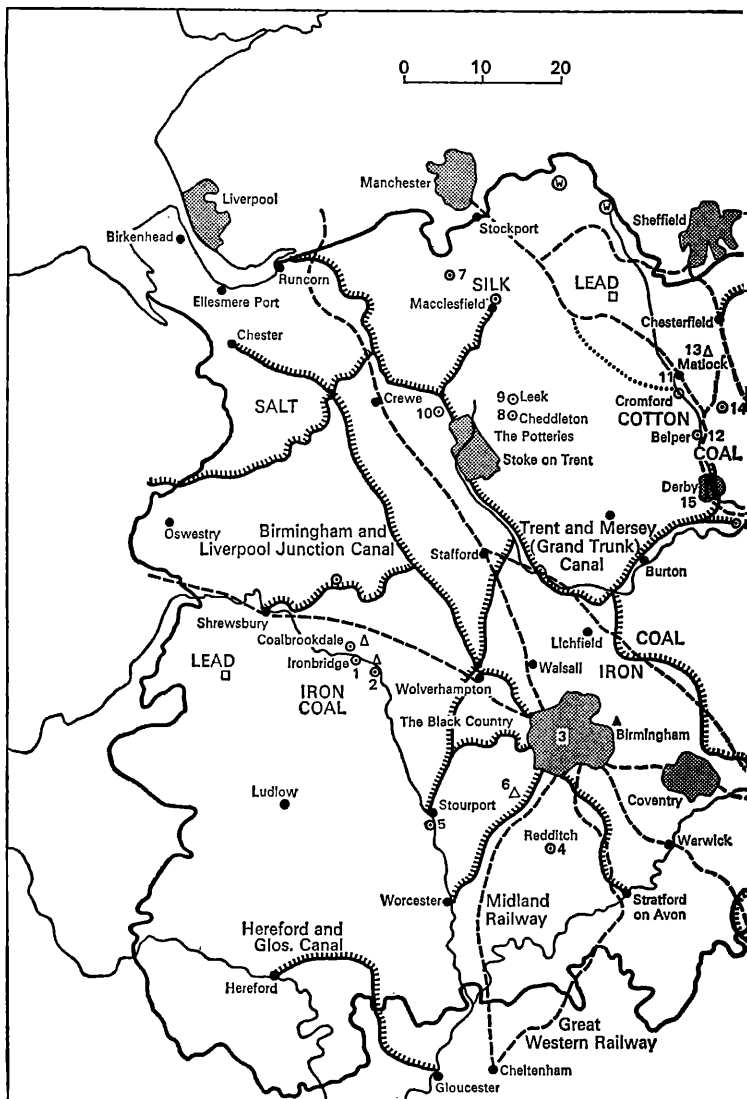 0 10 20
Manchester
W
W
Liverpool
Sheffield
Stockport
Birkenhead
Runcorn
7
SILK
LEAD
Ellesmere Port
Macclesfield
Chesterfield
Chester
13
Matlock
11
Crewe
9 Leek
Cromford
14
SALT
10
8 Cheddleton
COTTON
The Potteries
Belper 12
COAL
Stoke on Trent
Derby
15
Oswestry
Birmingham and
Liverpool Junction Canal
Trent and Mersey
(Grand Trunk)
Canal
Stafford
Burton
Shrewsbury
Coalbrookdale
Lichfield
COAL
LEAD
Ironbridge
1
2
Walsall
IRON
IRON
COAL
Wolverhampton
The Black Country
3
Birmingham
6
Ludlow
Coventry
Stourport
5
Redditch
4
Warwick
Worcester
Midland
Railway
Stratford
on Avon
Hereford and
Glos. Canal
Hereford
Great
Western Railway
Cheltenham
Gloucester